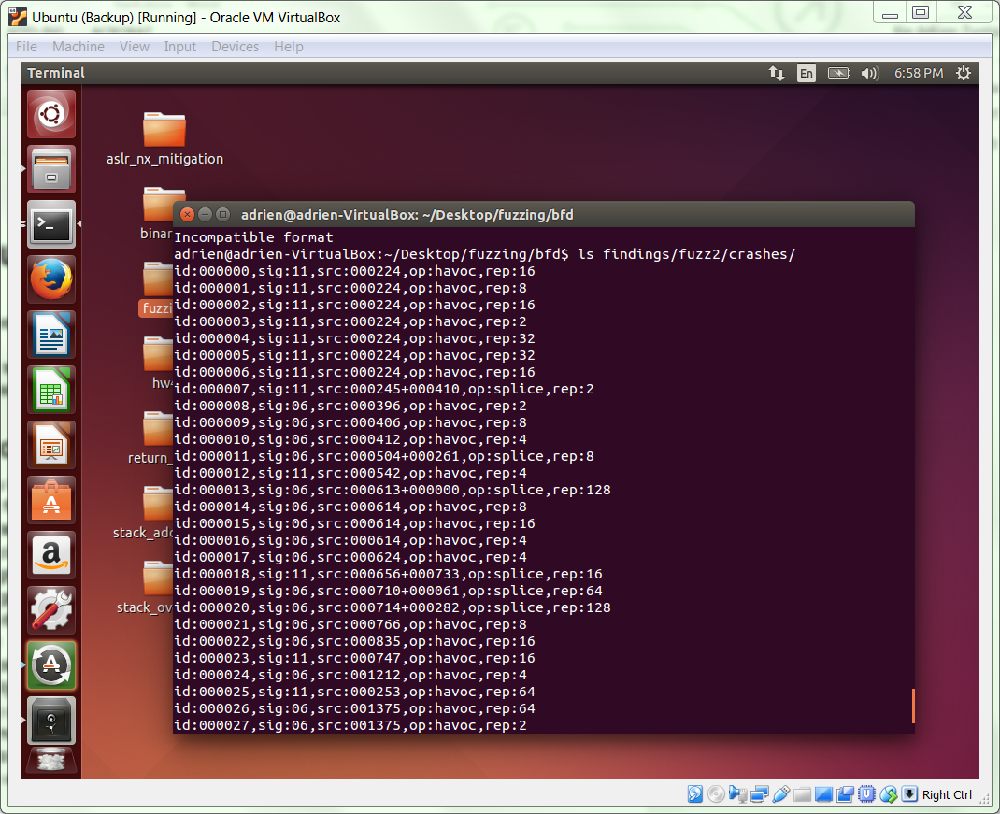 Ubuntu (Backup) [Running] - Oracle VM VirtualBox
File Machine View Input Devices Help
Terminal En 6:58 PM
aslr_nx_mitigation
binar
fuzzi
hw4
return_
stack_add
stack_ov
adrien@adrien-VirtualBox: ~/Desktop/fuzzing/bfd
Incompatible format
adrien@adrien-VirtualBox:~/Desktop/fuzzing/bfd$ ls findings/fuzz2/crashes/
id:000000,sig:11,src:000224,op:havoc,rep:16
id:000001,sig:11,src:000224,op:havoc,rep:8
id:000002,sig:11,src:000224,op:havoc,rep:16
id:000003,sig:11,src:000224,op:havoc,rep:2
id:000004,sig:11,src:000224,op:havoc,rep:32
id:000005,sig:11,src:000224,op:havoc,rep:32
id:000006,sig:11,src:000224,op:havoc,rep:16
id:000007,sig:11,src:000245+000410,op:splice,rep:2
id:000008,sig:06,src:000396,op:havoc,rep:2
id:000009,sig:06,src:000406,op:havoc,rep:8
id:000010,sig:06,src:000412,op:havoc,rep:4
id:000011,sig:06,src:000504+000261,op:splice,rep:8
id:000012,sig:11,src:000542,op:havoc,rep:4
id:000013,sig:06,src:000613+000000,op:splice,rep:128
id:000014,sig:06,src:000614,op:havoc,rep:8
id:000015,sig:06,src:000614,op:havoc,rep:16
id:000016,sig:06,src:000614,op:havoc,rep:4
id:000017,sig:06,src:000624,op:havoc,rep:4
id:000018,sig:11,src:000656+000733,op:splice,rep:16
id:000019,sig:06,src:000710+000061,op:splice,rep:64
id:000020,sig:06,src:000714+000282,op:splice,rep:128
id:000021,sig:06,src:000766,op:havoc,rep:8
id:000022,sig:06,src:000835,op:havoc,rep:16
id:000023,sig:11,src:000747,op:havoc,rep:16
id:000024,sig:06,src:001212,op:havoc,rep:4
id:000025,sig:11,src:000253,op:havoc,rep:64
id:000026,sig:06,src:001375,op:havoc,rep:64
id:000027,sig:06,src:001375,op:havoc,rep:2
Right Ctrl